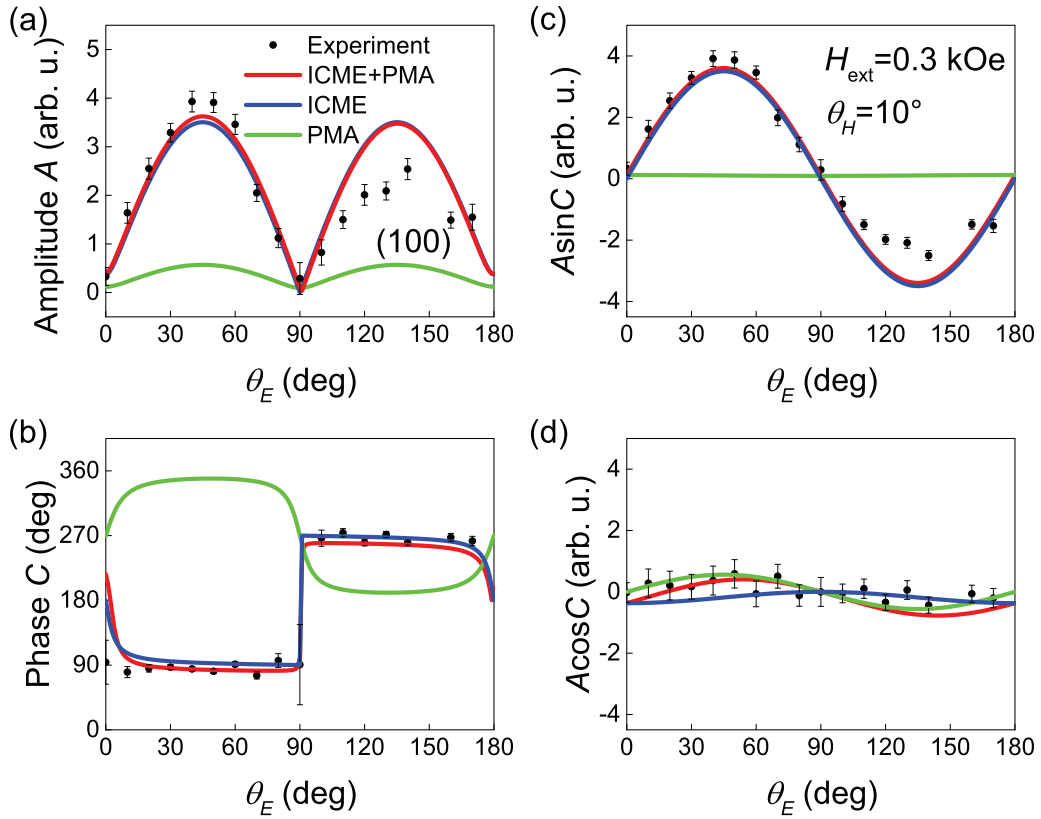 (a)
Amplitude A (arb. u.)
5
4
3
2
1
0
Experiment
ICME+PMA
ICME
PMA
(100)
0 30 60 90 120 150 180
θE (deg)
(c)
AsinC (arb. u.)
4
2
0
-2
-4
Hext=0.3 kOe
θH=10°
0 30 60 90 120 150 180
θE (deg)
(b)
Phase C (deg)
360
270
180
90
0
0 30 60 90 120 150 180
θE (deg)
(d)
AcosC (arb. u.)
4
2
0
-2
-4
0 30 60 90 120 150 180
θE (deg)